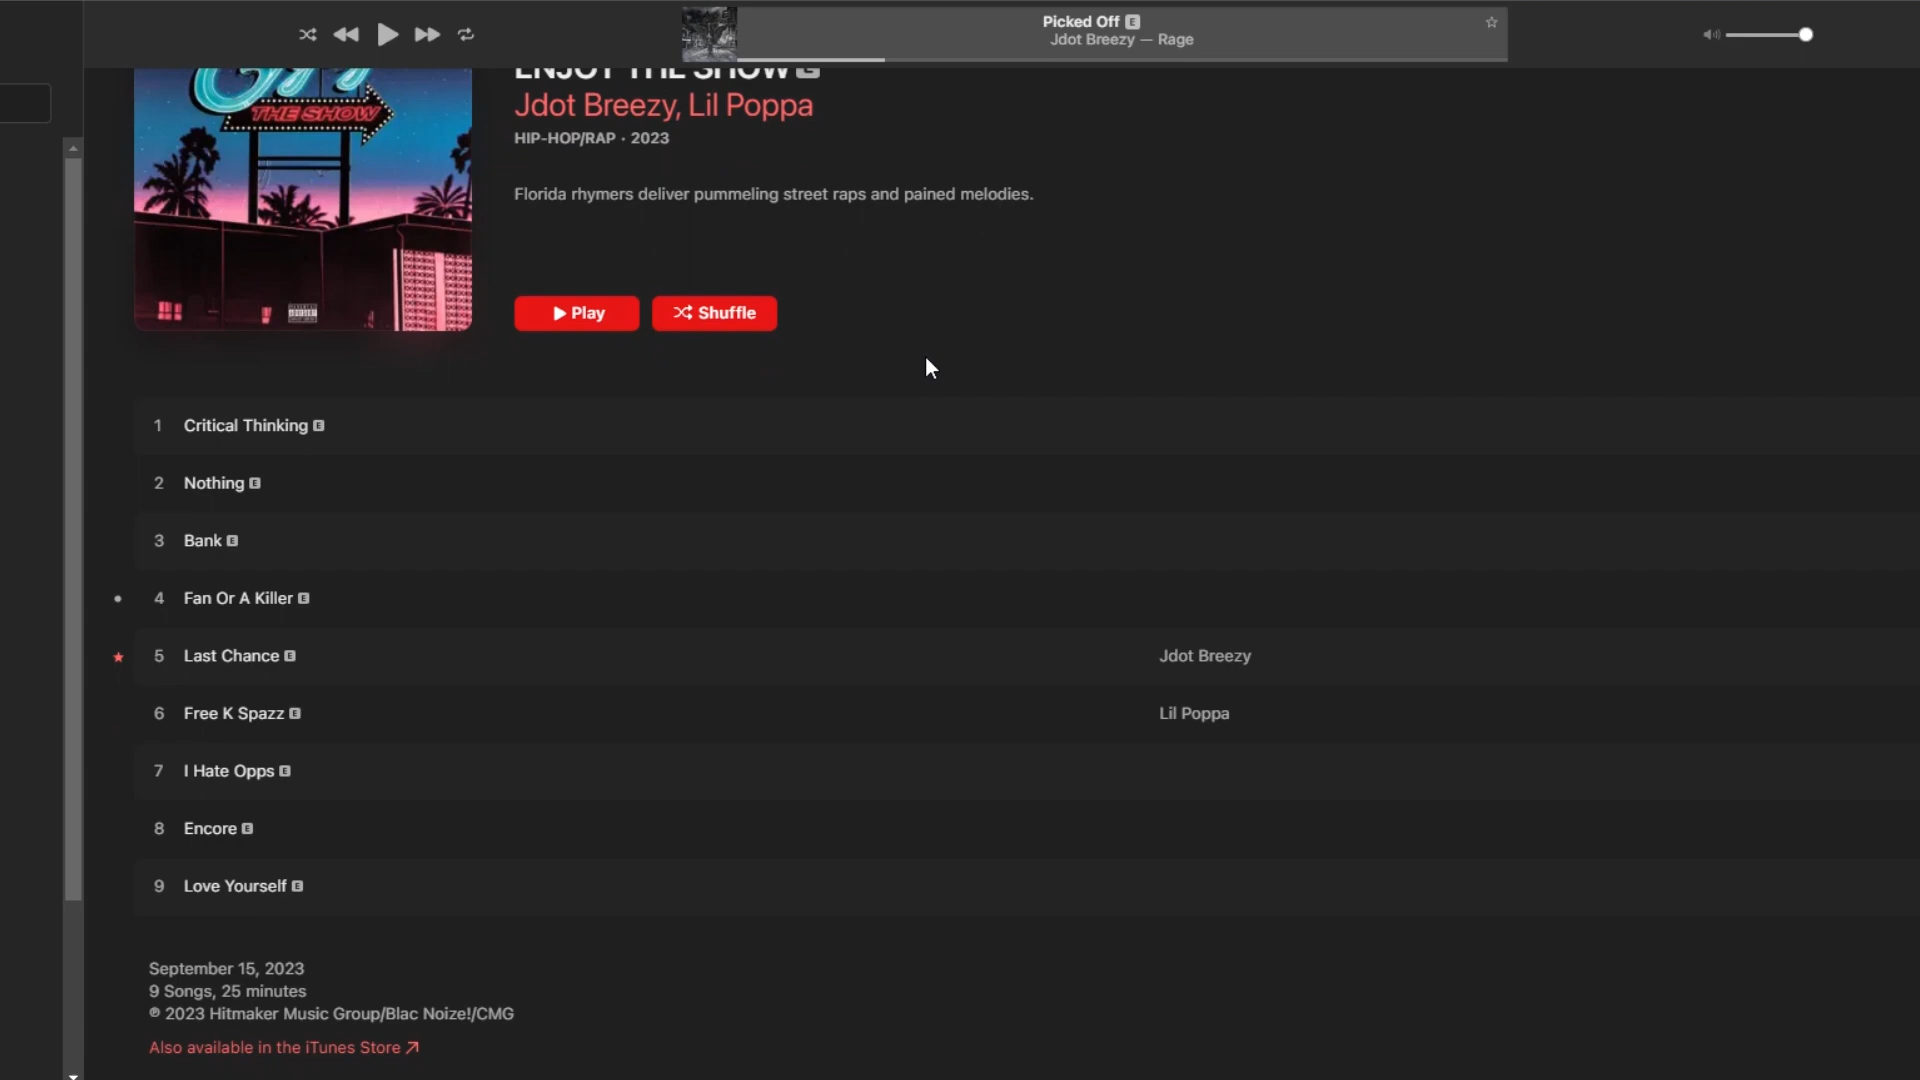 Picked Off E
Jdot Breezy — Rage
ENJOY THE SHOW E
Jdot Breezy, Lil Poppa
HIP-HOP/RAP · 2023
Florida rhymers deliver pummeling street raps and pained melodies.
THE SHOW
Play
Shuffle
1 Critical Thinking E
2 Nothing E
3 Bank E
4 Fan Or A Killer E
5 Last Chance E Jdot Breezy
6 Free K Spazz E Lil Poppa
7 I Hate Opps E
8 Encore E
9 Love Yourself E
September 15, 2023
9 Songs, 25 minutes
℗ 2023 Hitmaker Music Group/Blac Noize!/CMG
Also available in the iTunes Store